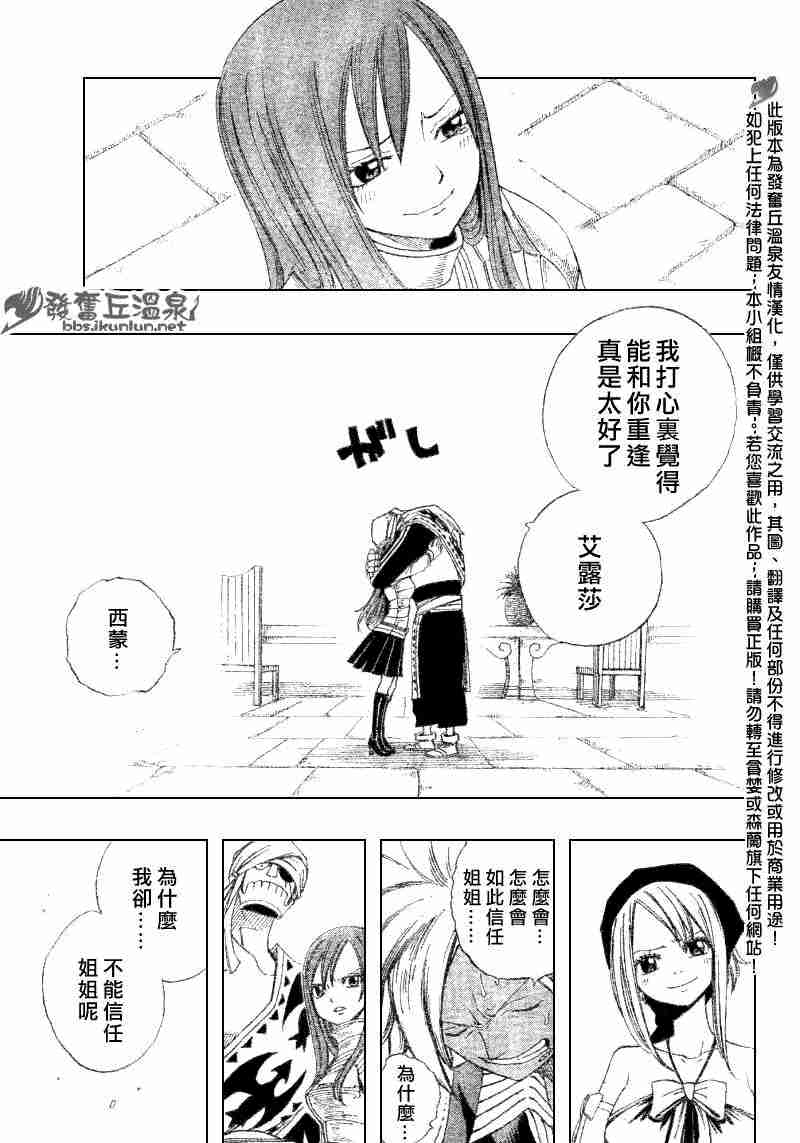 此版本為發奮丘溫泉友情漢化，僅供學習交流之用，其圖、翻譯及任何部份不得進行修改或用於商業用途！
如犯上任何法律問題，本小組概不負責。若您喜歡此作品，請購買正版！請勿轉至貪婪或森蘭旗下任何網站！
發奮丘溫泉
bbs.ikunlun.net
我打心裏覺得
能和你重逢
真是太好了
艾露莎
ぎゅ
西蒙…
怎麼會…
怎麼會
如此信任
姐姐……
為什麼…
為什麼
我卻……
不能信任
姐姐呢